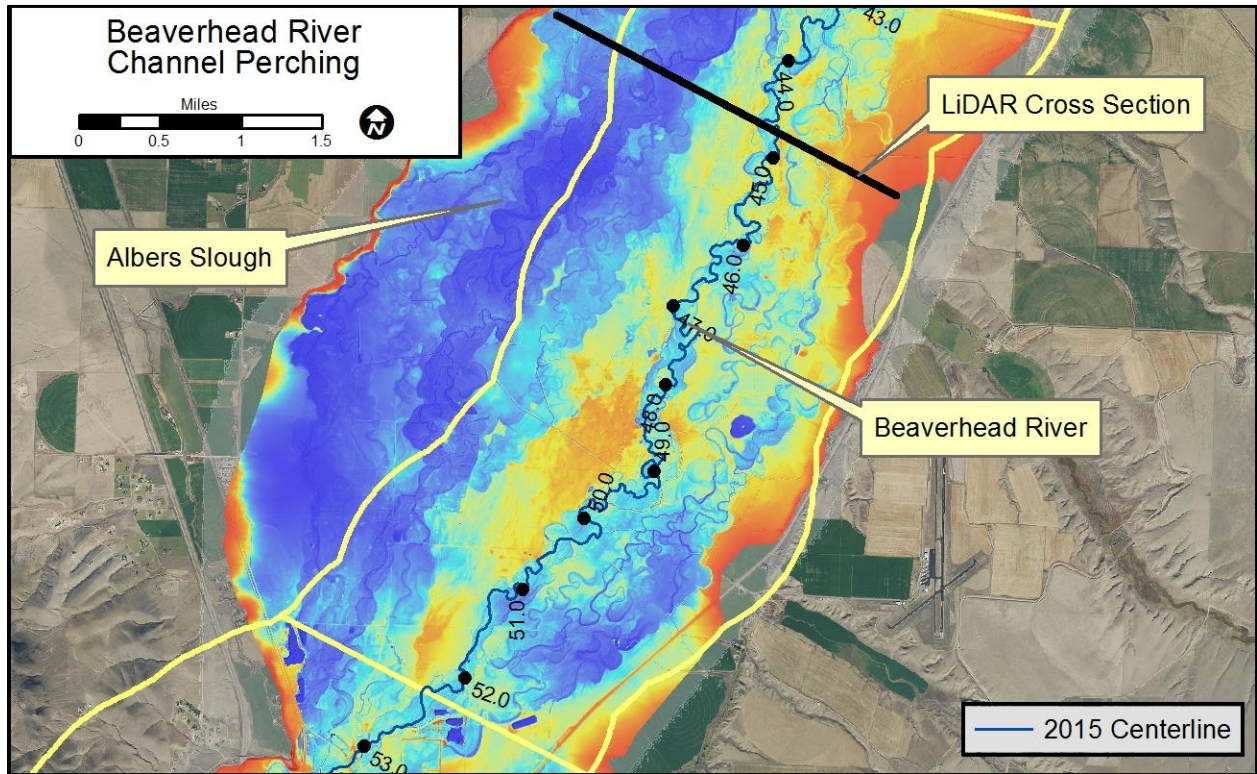 Beaverhead River
Channel Perching
Miles
0 0.5 1 1.5
N
43.0
44.0
LiDAR Cross Section
45.0
Albers Slough
46.0
47.0
48.0
Beaverhead River
49.0
50.0
51.0
52.0
2015 Centerline
53.0